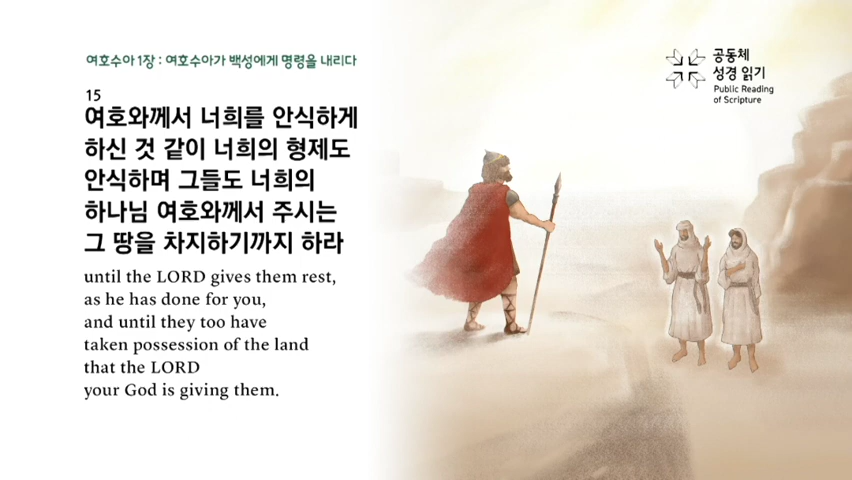 여호수아 1장 : 여호수아가 백성에게 명령을 내리다
15
여호와께서 너희를 안식하게
하신 것 같이 너희의 형제도
안식하며 그들도 너희의
하나님 여호와께서 주시는
그 땅을 차지하기까지 하라
until the LORD gives them rest,
as he has done for you,
and until they too have
taken possession of the land
that the LORD
your God is giving them.
공동체
성경 읽기
Public Reading
of Scripture